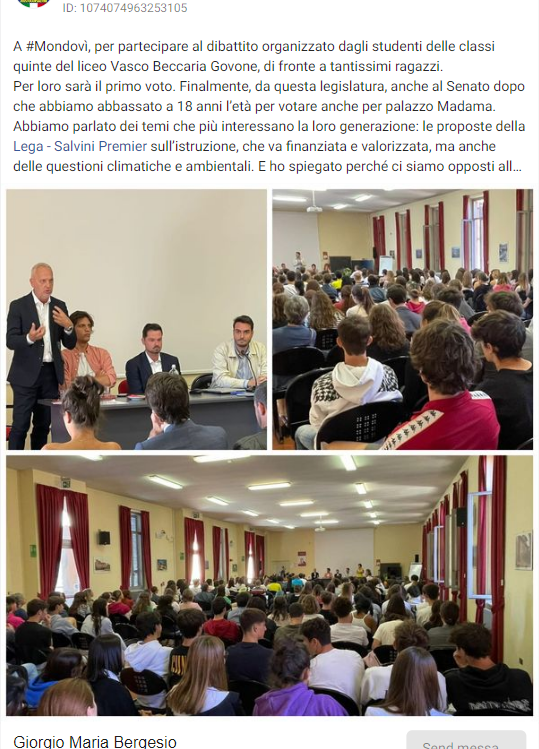 ID: 1074074963253105
A #Mondovì, per partecipare al dibattito organizzato dagli studenti delle classi
quinte del liceo Vasco Beccaria Govone, di fronte a tantissimi ragazzi.
Per loro sarà il primo voto. Finalmente, da questa legislatura, anche al Senato dopo
che abbiamo abbassato a 18 anni l'età per votare anche per palazzo Madama.
Abbiamo parlato dei temi che più interessano la loro generazione: le proposte della
Lega - Salvini Premier sull'istruzione, che va finanziata e valorizzata, ma anche
delle questioni climatiche e ambientali. E ho spiegato perché ci siamo opposti all...
Giorgio Maria Bergesio
Send messa